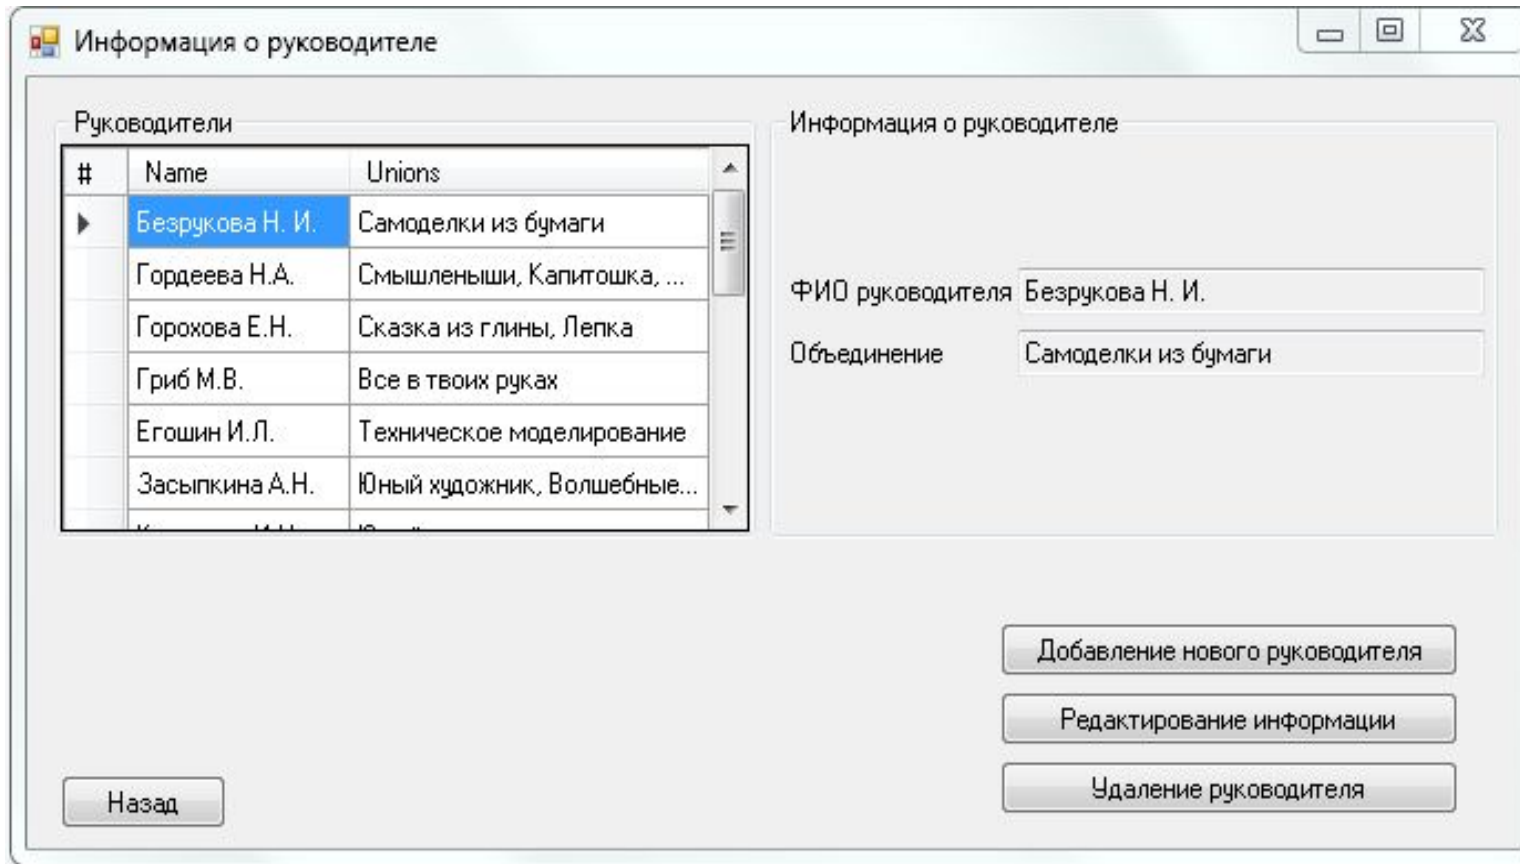 Информация о руководителе
Руководители
# Name Unions
Безрукова Н. И. Самоделки из бумаги
Гордеева Н.А. Смышленыши, Капитошка, ...
Горохова Е.Н. Сказка из глины, Лепка
Гриб М.В. Все в твоих руках
Егошин И.Л. Техническое моделирование
Засыпкина А.Н. Юный художник, Волшебные...
Информация о руководителе
ФИО руководителя Безрукова Н. И.
Объединение Самоделки из бумаги
Добавление нового руководителя
Редактирование информации
Удаление руководителя
Назад